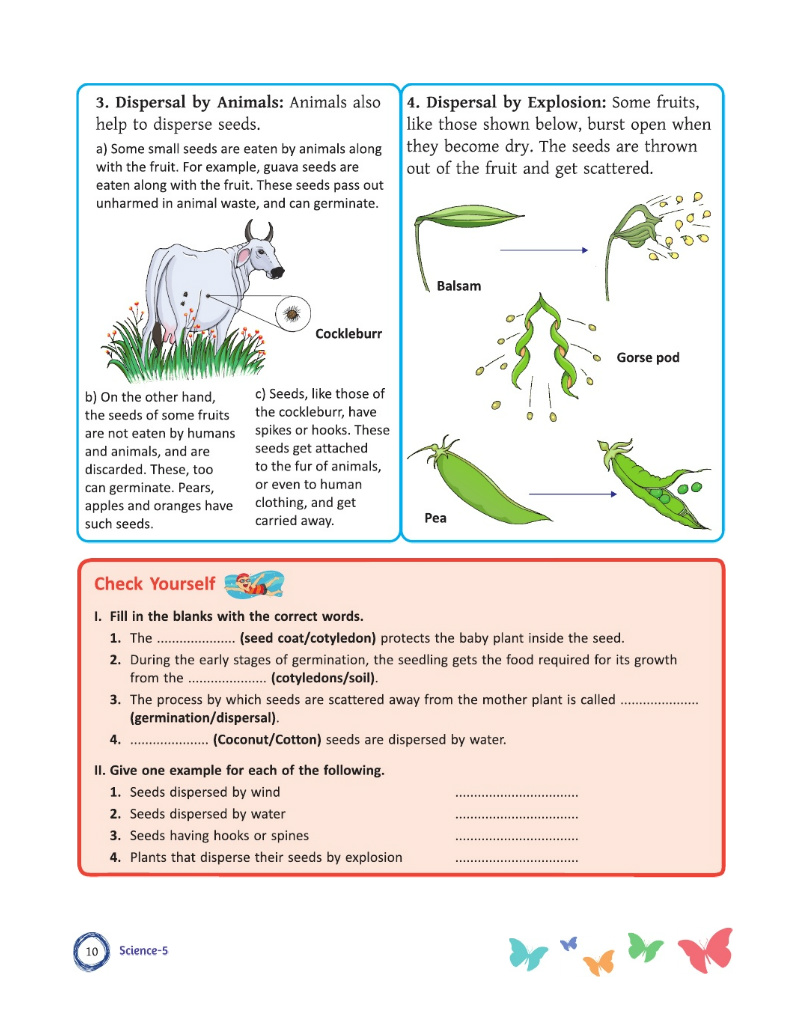 3. Dispersal by Animals: Animals also
help to disperse seeds.
a) Some small seeds are eaten by animals along
with the fruit. For example, guava seeds are
eaten along with the fruit. These seeds pass out
unharmed in animal waste, and can germinate.
Cockleburr
b) On the other hand,
the seeds of some fruits
are not eaten by humans
and animals, and are
discarded. These, too
can germinate. Pears,
apples and oranges have
such seeds.
c) Seeds, like those of
the cockleburr, have
spikes or hooks. These
seeds get attached
to the fur of animals,
or even to human
clothing, and get
carried away.
4. Dispersal by Explosion: Some fruits,
like those shown below, burst open when
they become dry. The seeds are thrown
out of the fruit and get scattered.
Balsam
Gorse pod
Pea
Check Yourself
I. Fill in the blanks with the correct words.
1. The ..................... (seed coat/cotyledon) protects the baby plant inside the seed.
2. During the early stages of germination, the seedling gets the food required for its growth
from the ..................... (cotyledons/soil).
3. The process by which seeds are scattered away from the mother plant is called .....................
(germination/dispersal).
4. ..................... (Coconut/Cotton) seeds are dispersed by water.
II. Give one example for each of the following.
1. Seeds dispersed by wind .................................
2. Seeds dispersed by water .................................
3. Seeds having hooks or spines .................................
4. Plants that disperse their seeds by explosion .................................
10 Science-5